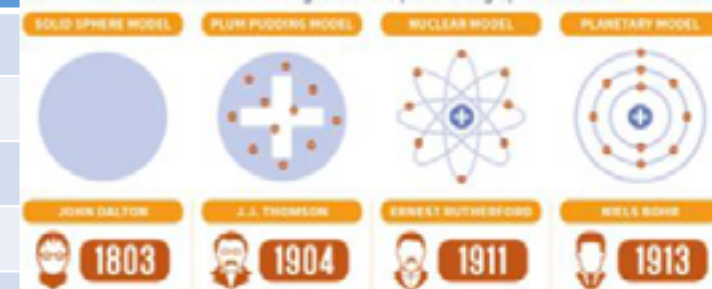 SOLID SPHERE MODEL PLUM PUDDING MODEL NUCLEAR MODEL PLANETARY MODEL
+ + +
JOHN DALTON J.J. THOMSON ERNEST RUTHERFORD NIELS BOHR
1803 1904 1911 1913